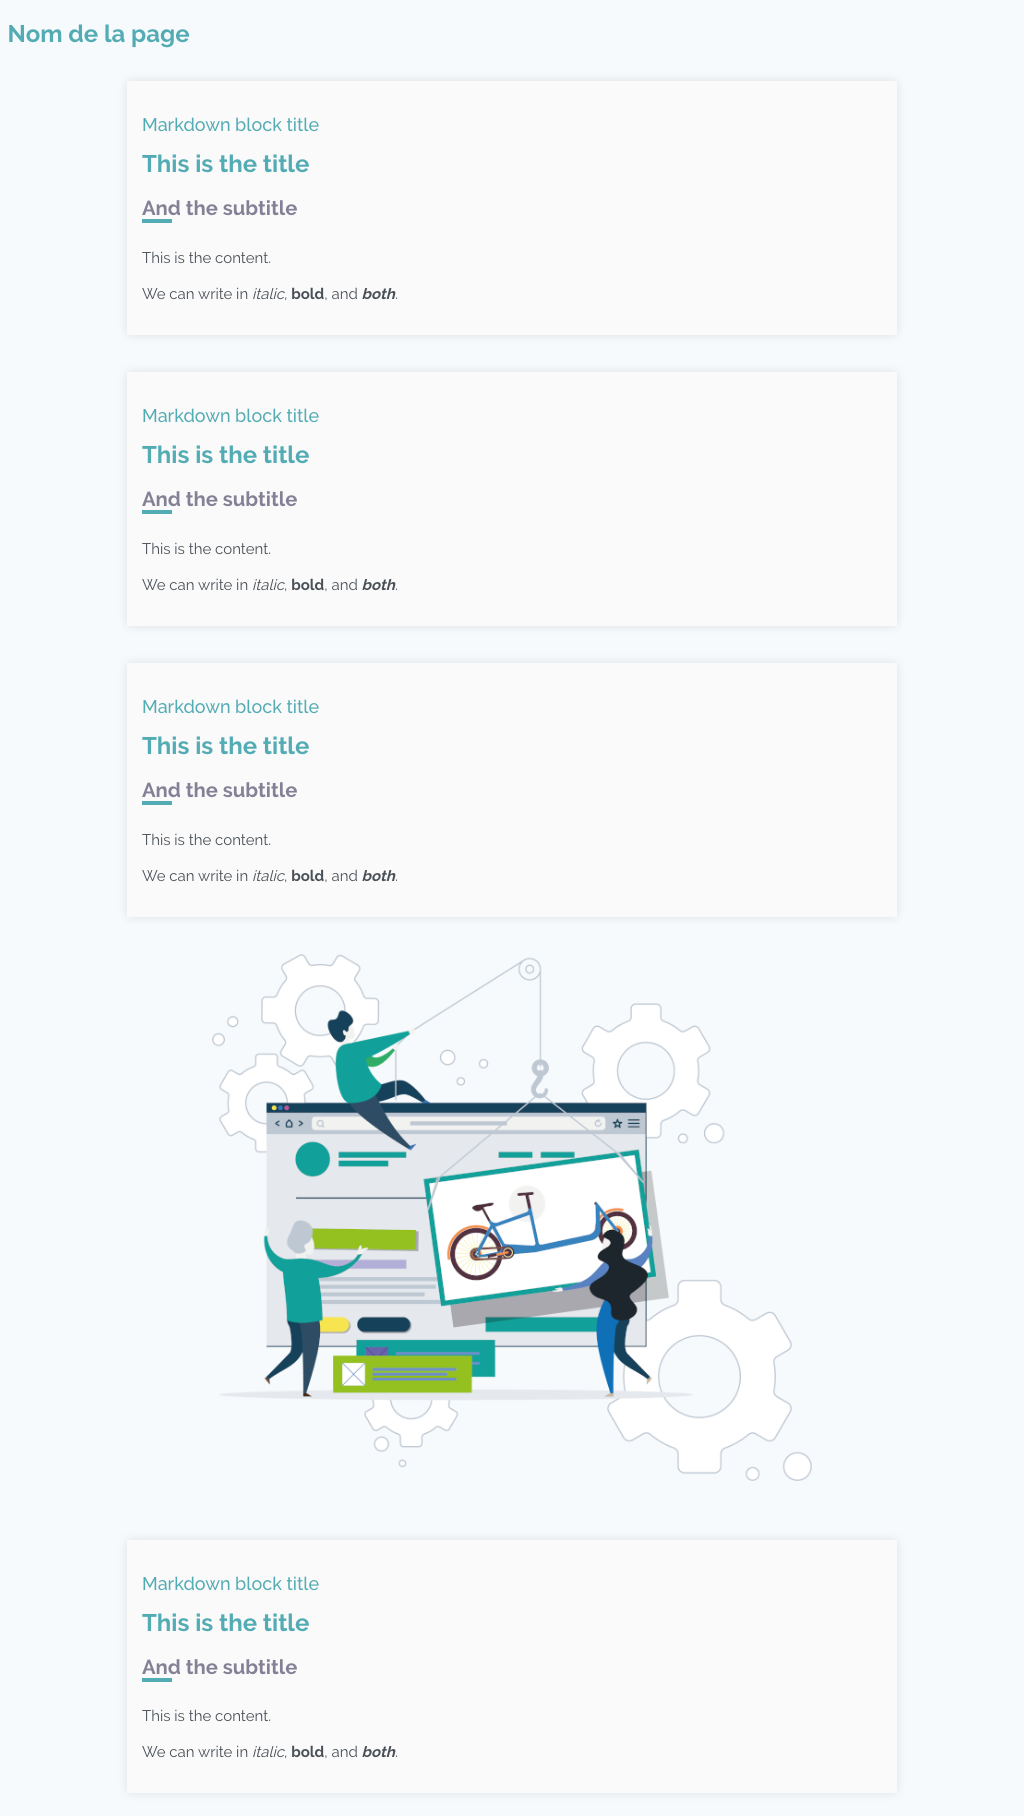 Nom de la page
Markdown block title
This is the title
And the subtitle
This is the content.
We can write in italic, bold, and both.
Markdown block title
This is the title
And the subtitle
This is the content.
We can write in italic, bold, and both.
Markdown block title
This is the title
And the subtitle
This is the content.
We can write in italic, bold, and both.
Markdown block title
This is the title
And the subtitle
This is the content.
We can write in italic, bold, and both.